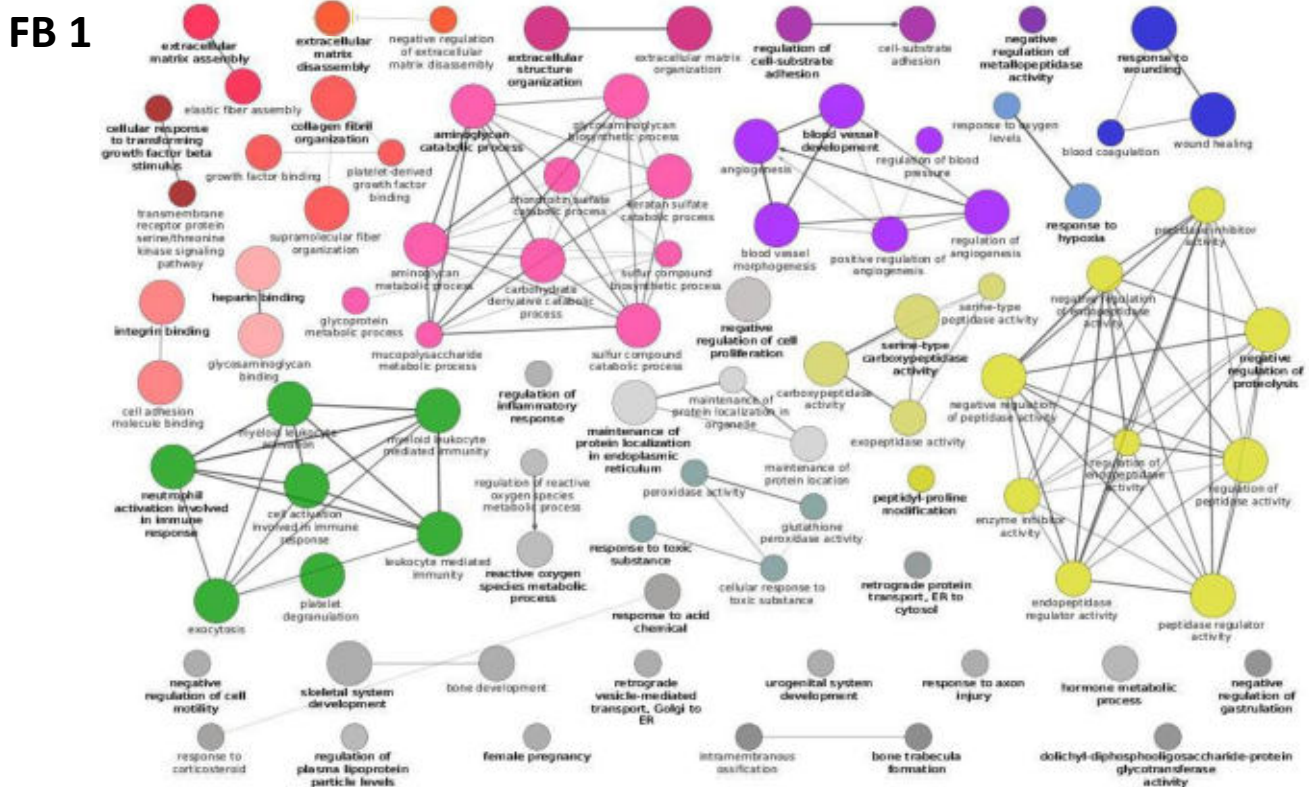 FB 1
extracellular
matrix assembly
elastic fiber assembly
extracellular
matrix
disassembly
negative regulation
of extracellular
matrix disassembly
extracellular
structure
organization
extracellular matrix
organization
regulation of
cell-substrate
adhesion
cell-substrate
adhesion
negative
regulation of
metallopeptidase
activity
response to
wounding
blood coagulation
wound healing
cellular response
to transforming
growth factor beta
stimulus
transmembrane
receptor protein
serine/threonine
kinase signaling
pathway
collagen fibril
organization
growth factor binding
platelet-derived
growth factor
binding
supramolecular fiber
organization
aminoglycan
catabolic process
glycosaminoglycan
biosynthetic process
chondroitin sulfate
catabolic process
keratan sulfate
catabolic process
aminoglycan
metabolic process
carbohydrate
derivative catabolic
process
sulfur compound
biosynthetic process
glycoprotein
metabolic process
mucopolysaccharide
metabolic process
sulfur compound
catabolic process
blood vessel
development
angiogenesis
regulation of blood
pressure
blood vessel
morphogenesis
positive regulation of
angiogenesis
regulation of
angiogenesis
response to oxygen
levels
response to
hypoxia
heparin binding
glycosaminoglycan
binding
integrin binding
cell adhesion
molecule binding
negative
regulation of cell
proliferation
serine-type
peptidase activity
serine-type
carboxypeptidase
activity
carboxypeptidase
activity
exopeptidase activity
peptidase inhibitor
activity
negative regulation
of endopeptidase
activity
negative
regulation of
proteolysis
negative regulation
of peptidase activity
regulation of
endopeptidase
activity
regulation of
peptidase activity
enzyme inhibitor
activity
endopeptidase
regulator activity
peptidase regulator
activity
myeloid leukocyte
activation
myeloid leukocyte
mediated immunity
neutrophil
activation involved
in immune
response
cell activation
involved in immune
response
leukocyte mediated
immunity
platelet
degranulation
exocytosis
regulation of
inflammatory
response
maintenance of
protein localization
in endoplasmic
reticulum
maintenance of
protein localization in
organelle
maintenance of
protein location
regulation of reactive
oxygen species
metabolic process
reactive oxygen
species metabolic
process
peroxidase activity
glutathione
peroxidase activity
response to toxic
substance
cellular response to
toxic substance
peptidyl-proline
modification
retrograde protein
transport, ER to
cytosol
response to acid
chemical
negative
regulation of cell
motility
skeletal system
development
bone development
retrograde
vesicle-mediated
transport, Golgi to
ER
urogenital system
development
response to axon
injury
hormone metabolic
process
negative
regulation of
gastrulation
response to
corticosteroid
regulation of
plasma lipoprotein
particle levels
female pregnancy
intramembranous
ossification
bone trabecula
formation
dolichyl-diphosphooligosaccharide-protein
glycotransferase
activity